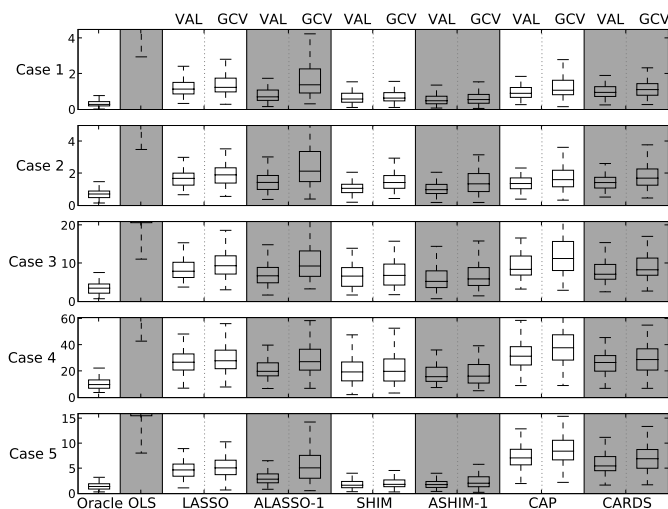 VAL GCV VAL GCV VAL GCV VAL GCV VAL GCV VAL GCV
Case 1
4
2
0
Case 2
4
2
0
Case 3
20
10
0
Case 4
60
40
20
0
Case 5
15
10
5
0
Oracle OLS LASSO ALASSO-1 SHIM ASHIM-1 CAP CARDS